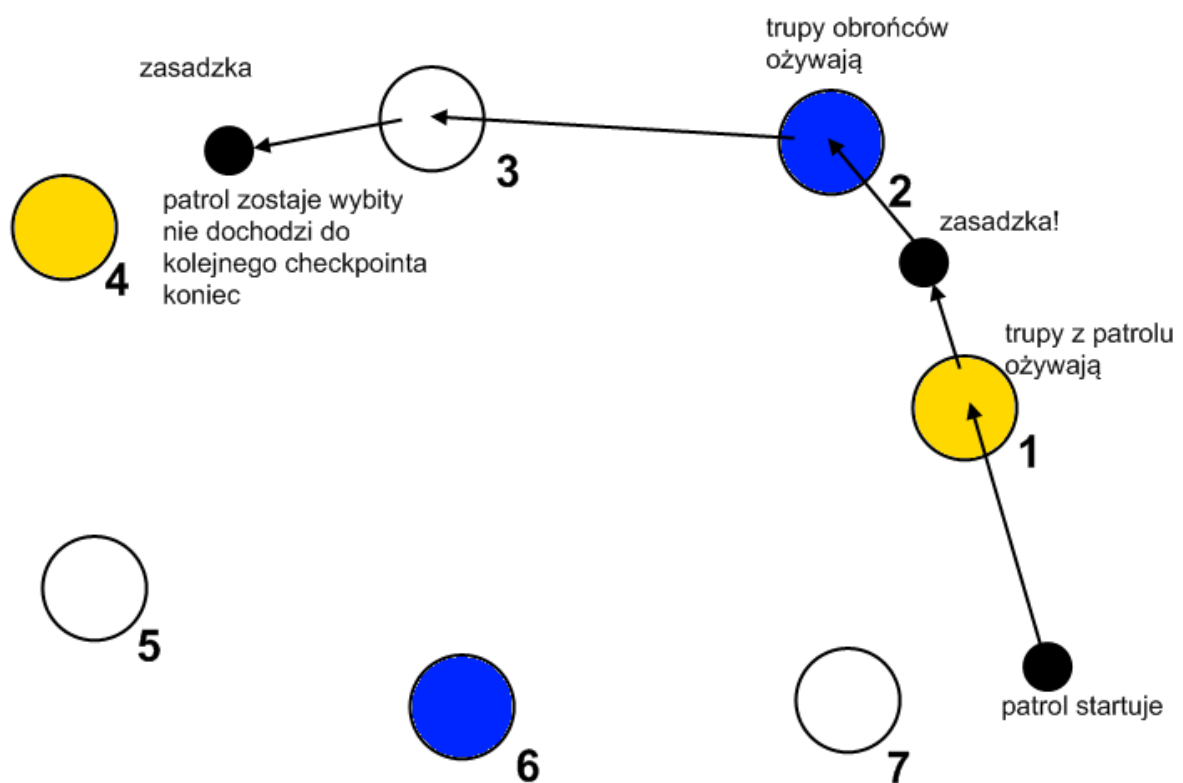 trupy obrońców
ożywają
zasadzka
3
2
patrol zostaje wybity
nie dochodzi do
kolejnego checkpointa
koniec
zasadzka!
4
trupy z patrolu
ożywają
1
5
patrol startuje
6
7